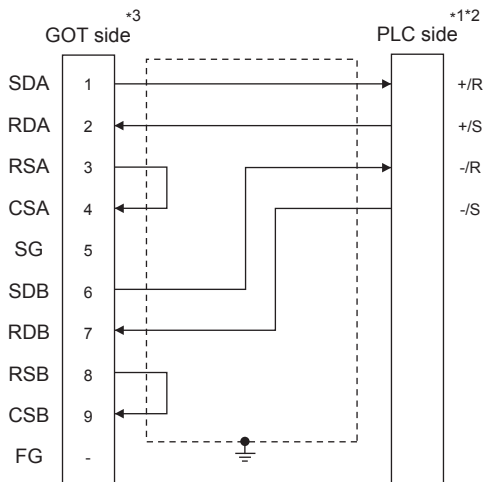 GOT side *3 PLC side *1*2
SDA 1 +/R
RDA 2 +/S
RSA 3 -/R
CSA 4 -/S
SG 5
SDB 6
RDB 7
RSB 8
CSB 9
FG -